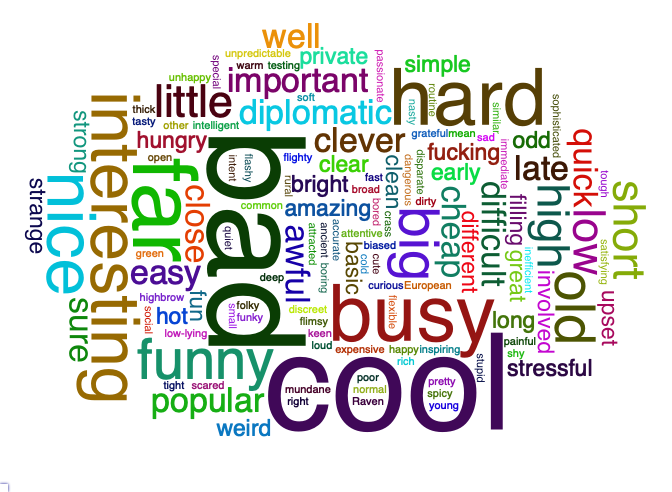 well
unpredictable
private
warm
testing
special
passionate
simple
unhappy
important
hard
routine
nasty
little
soft
diplomatic
similar
sophisticated
thick
tasty
other
intelligent
strong
interesting
hungry
bad
clever
grateful
mean
sad
odd
quick
open
far
close
intent
flashy
flighty
clear
clean
dangerous
disparate
fucking
immediate
early
late
tough
strange
nice
rural
bright
fast
broad
bored
crass
dirty
cheap
different
difficult
filling
high
low
short
common
amazing
big
quiet
attracted
ancient
boring
accurate
attentive
biased
cold
cute
basic
awful
great
inefficient
involved
old
satisfying
green
easy
deep
curious
European
highbrow
fun
small
folky
funky
discreet
flimsy
busy
flexible
long
upset
sure
social
hot
low-lying
keen
loud
painful
shy
funny
expensive
happy
inspiring
rich
cool
stupid
stressful
tight
scared
mundane
right
poor
normal
Raven
pretty
spicy
young
popular
weird